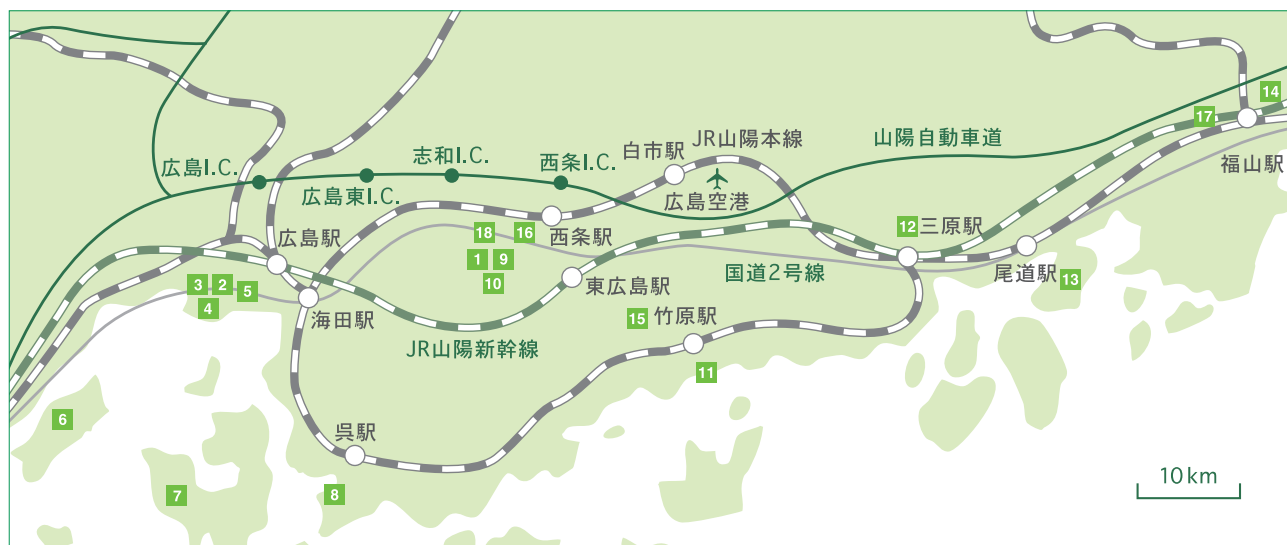 14
17
山陽自動車道
福山駅
志和I.C.
白市駅
JR山陽本線
広島I.C.
西条I.C.
広島東I.C.
広島空港
12
三原駅
18
16
西条駅
広島駅
1
9
国道2号線
尾道駅
13
3
2
5
10
東広島駅
4
海田駅
15
竹原駅
JR山陽新幹線
11
6
呉駅
7
8
10km